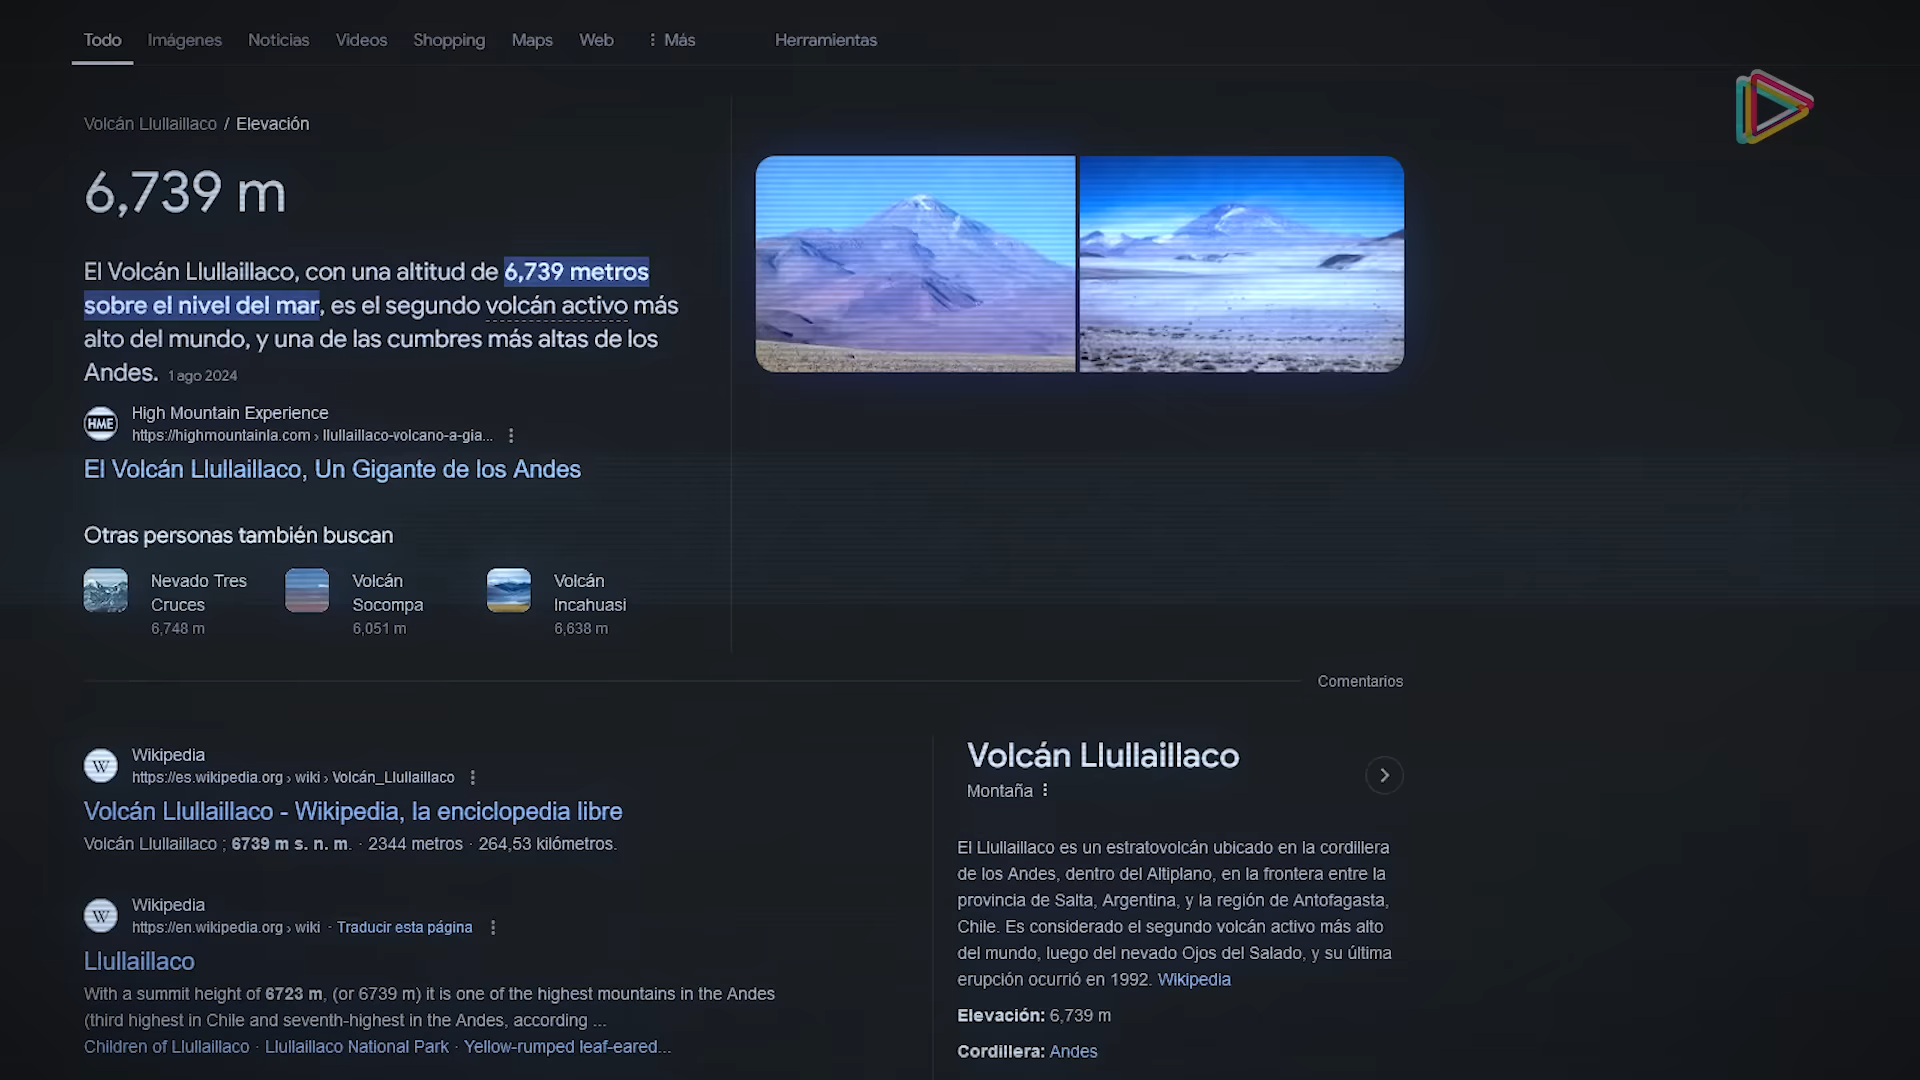 Todo Imágenes Noticias Videos Shopping Maps Web Más Herramientas
Volcán Llullaillaco / Elevación
6,739 m
El Volcán Llullaillaco, con una altitud de 6,739 metros
sobre el nivel del mar, es el segundo volcán activo más
alto del mundo, y una de las cumbres más altas de los
Andes. 1 ago 2024
HME
High Mountain Experience
https://highmountainla.com › llullaillaco-volcano-a-gia...
El Volcán Llullaillaco, Un Gigante de los Andes
Otras personas también buscan
Nevado Tres
Cruces
6,748 m
Volcán
Socompa
6,051 m
Volcán
Incahuasi
6,638 m
Comentarios
W
Wikipedia
https://es.wikipedia.org › wiki › Volcán_Llullaillaco
Volcán Llullaillaco - Wikipedia, la enciclopedia libre
Volcán Llullaillaco ; 6739 m s. n. m. · 2344 metros · 264,53 kilómetros.
W
Wikipedia
https://en.wikipedia.org › wiki · Traducir esta página
Llullaillaco
With a summit height of 6723 m, (or 6739 m) it is one of the highest mountains in the Andes
(third highest in Chile and seventh-highest in the Andes, according ...
Children of Llullaillaco · Llullaillaco National Park · Yellow-rumped leaf-eared...
Volcán Llullaillaco
Montaña
El Llullaillaco es un estratovolcán ubicado en la cordillera
de los Andes, dentro del Altiplano, en la frontera entre la
provincia de Salta, Argentina, y la región de Antofagasta,
Chile. Es considerado el segundo volcán activo más alto
del mundo, luego del nevado Ojos del Salado, y su última
erupción ocurrió en 1992. Wikipedia
Elevación: 6,739 m
Cordillera: Andes